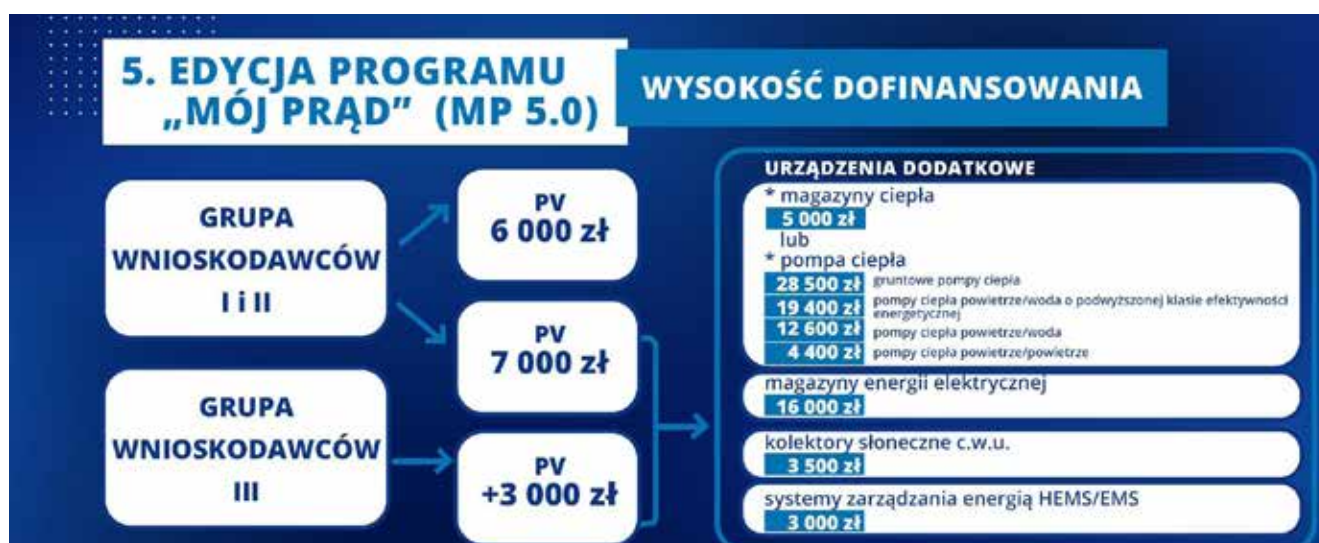 5. EDYCJA PROGRAMU
„MÓJ PRĄD” (MP 5.0)
WYSOKOŚĆ DOFINANSOWANIA
GRUPA
WNIOSKODAWCÓW
I i II
GRUPA
WNIOSKODAWCÓW
III
PV
6 000 zł
PV
7 000 zł
PV
+3 000 zł
URZĄDZENIA DODATKOWE
* magazyny ciepła
5 000 zł
lub
* pompa ciepła
28 500 zł gruntowe pompy ciepła
19 400 zł pompy ciepła powietrze/woda o podwyższonej klasie efektywności
energetycznej
12 600 zł pompy ciepła powietrze/woda
4 400 zł pompy ciepła powietrze/powietrze
magazyny energii elektrycznej
16 000 zł
kolektory słoneczne c.w.u.
3 500 zł
systemy zarządzania energią HEMS/EMS
3 000 zł